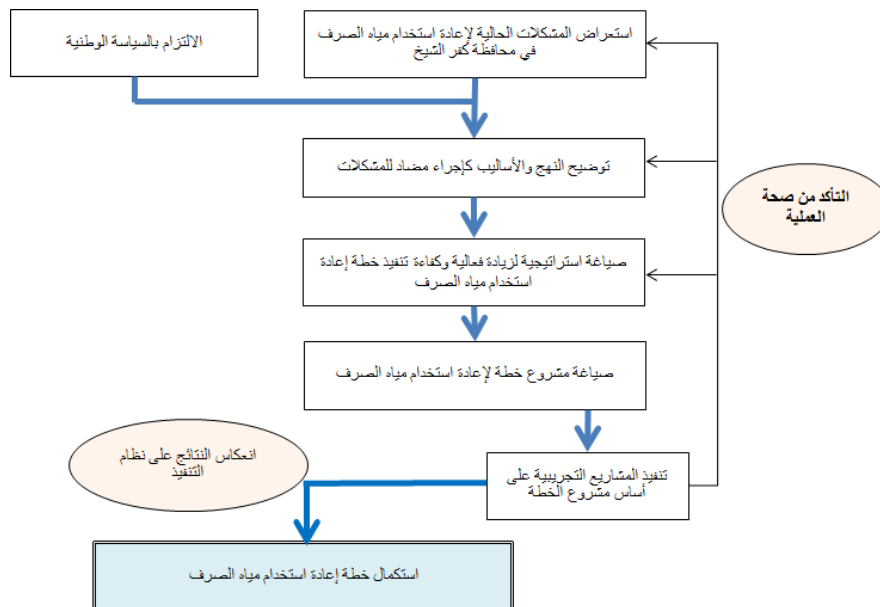 الالتزام بالسياسة الوطنية
استعراض المشكلات الحالية لإعادة استخدام مياه الصرف
في محافظة كفر الشيخ
توضيح النهج والأساليب كإجراء مضاد للمشكلات
التأكد من صحة
العملية
صياغة استراتيجية لزيادة فعالية وكفاءة تنفيذ خطة إعادة
استخدام مياه الصرف
صياغة مشروع خطة لإعادة استخدام مياه الصرف
انعكاس النتائج على نظام
التنفيذ
تنفيذ المشاريع التجريبية على
أساس مشروع الخطة
استكمال خطة إعادة استخدام مياه الصرف